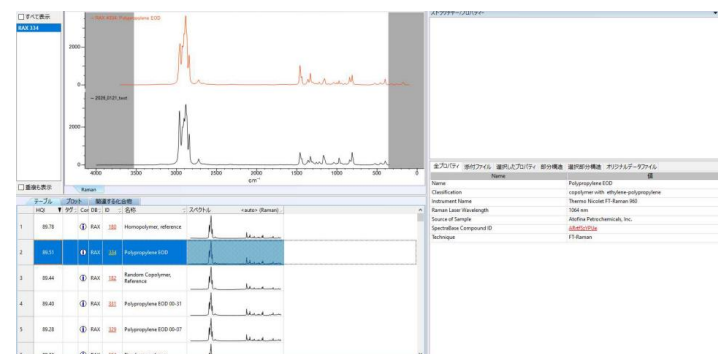 すべて表示
RAX 334
RAX #334; Polypropylene EOD
2000
0
2039_0121_test
2000
0
4000 3500 3000 2500 2000 1500 1000 500 0
cm⁻¹
重複も表示
Raman
テーブル プロット 関連する化合物
HQI タグ Con DB ID 名称 スペクトル <auto> (Raman)
1 89.78 RAX 180 Homopolymer, reference
2 89.51 RAX 334 Polypropylene EOD
3 89.44 RAX 182 Random Copolymer, Reference
4 89.40 RAX 331 Polypropylene EOD 00-31
5 89.28 RAX 329 Polypropylene EOD 00-07
全プロパティ 添付ファイル 選択したプロパティ 部分構造 選択部分構造 オリジナルデータファイル
Name 値
Name Polypropylene EOD
Classification copolymer with ethylene-polypropylene
Instrument Name Thermo Nicolet FT-Raman 960
Raman Laser Wavelength 1064 nm
Source of Sample Atofina Petrochemicals, Inc.
SpectraBase Compound ID
Technique FT-Raman